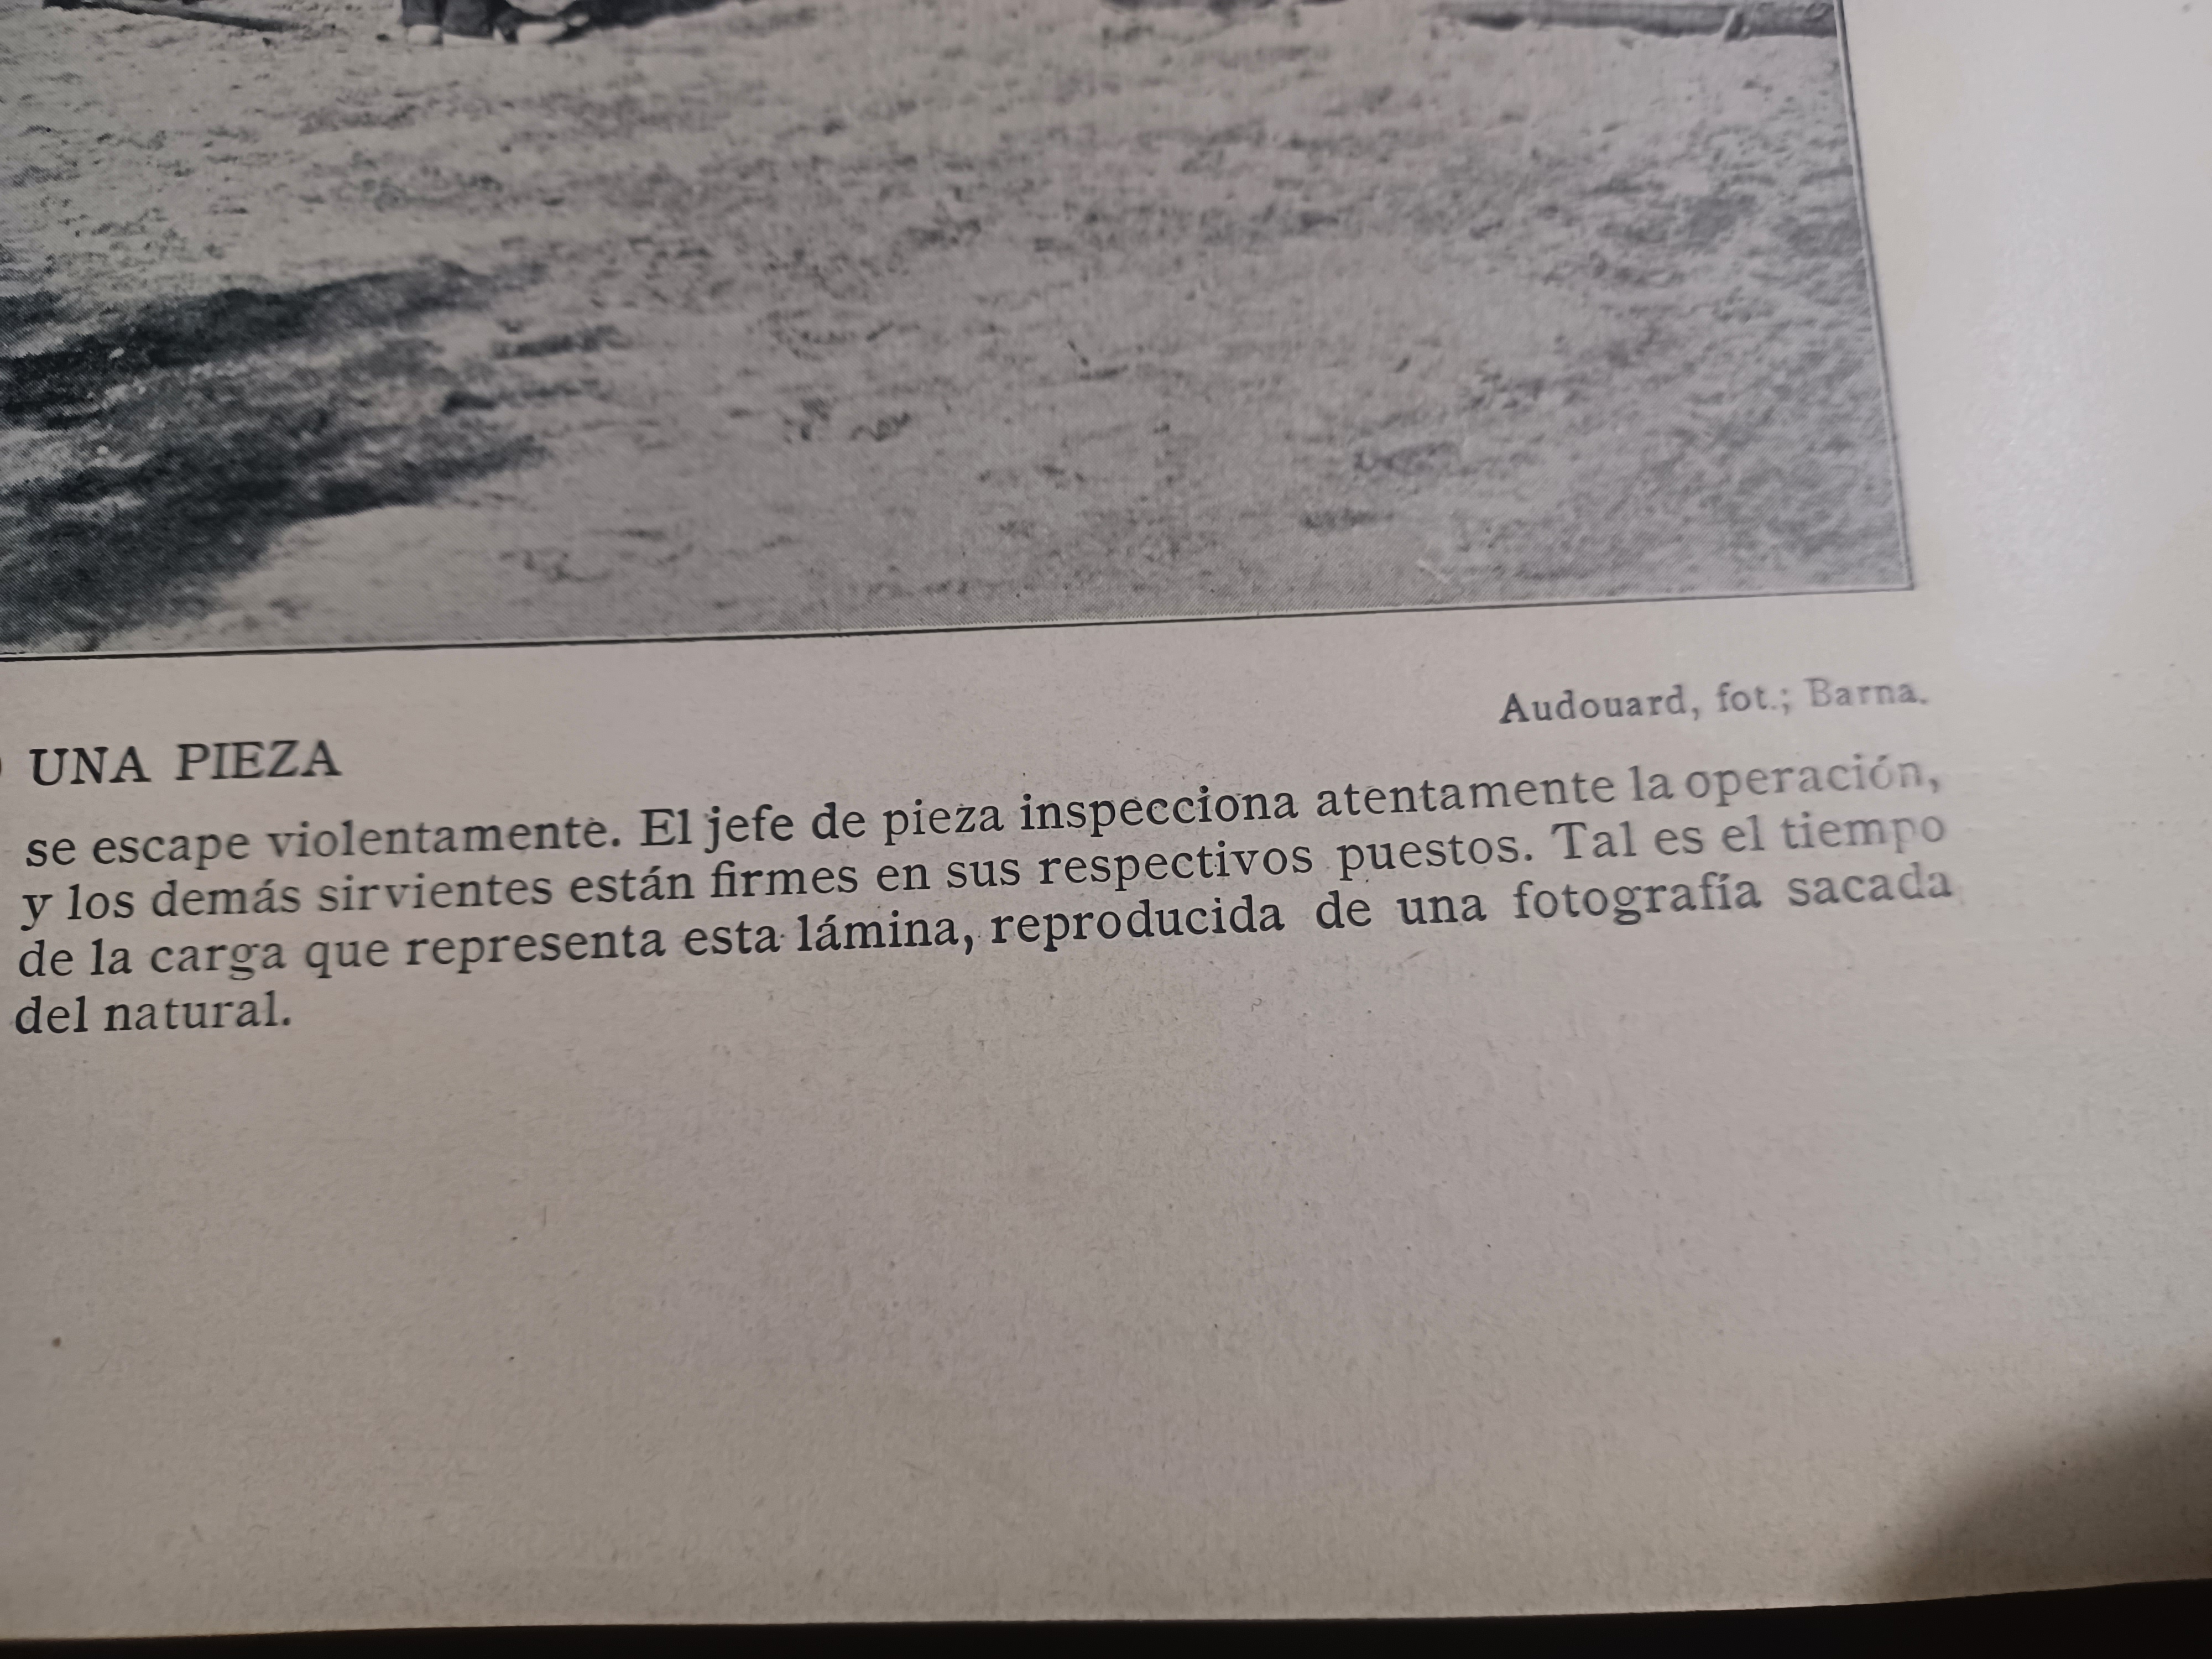 Audouard, fot.; Barna.
UNA PIEZA
se escape violentamente. El jefe de pieza inspecciona atentamente la operación,
y los demás sirvientes están firmes en sus respectivos puestos. Tal es el tiempo
de la carga que representa esta lámina, reproducida de una fotografía sacada
del natural.